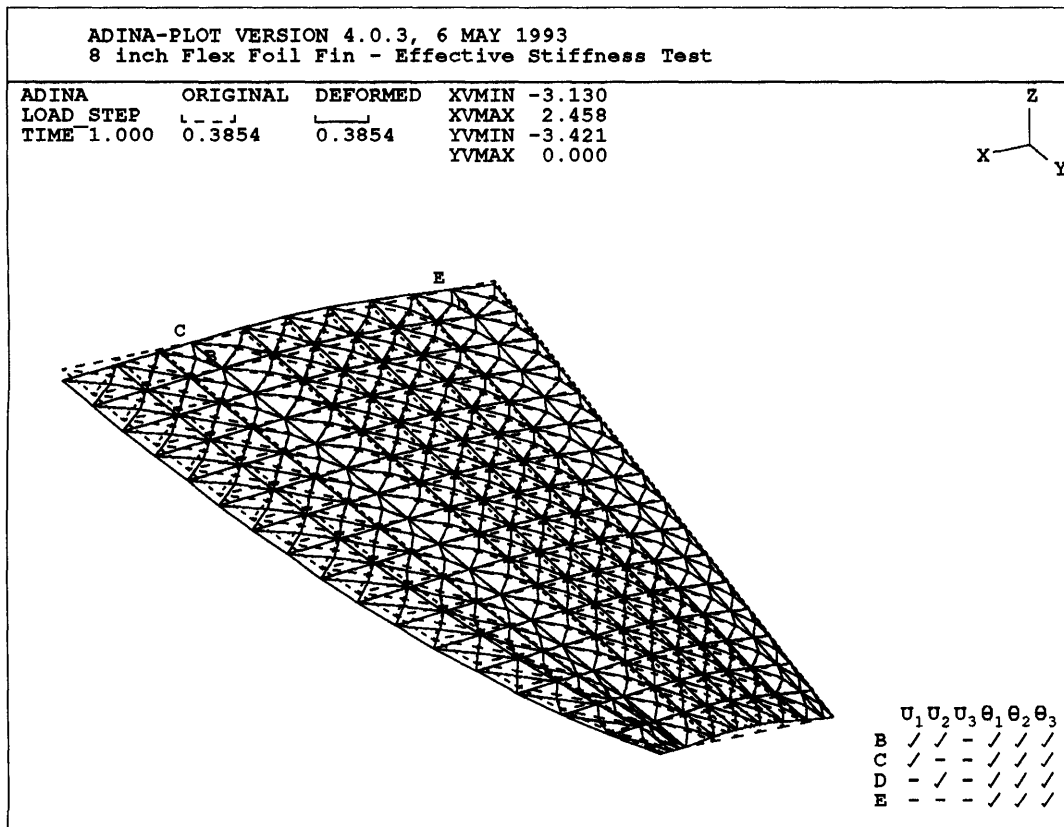 ADINA-PLOT VERSION 4.0.3, 6 MAY 1993
8 inch Flex Foil Fin - Effective Stiffness Test
ADINA ORIGINAL DEFORMED XVMIN -3.130
LOAD_STEP XVMAX 2.458
TIME 1.000 0.3854 0.3854 YVMIN -3.421
YVMAX 0.000
Z
X
Y
E
C
B
U₁ U₂ U₃ θ₁ θ₂ θ₃
B ✓ ✓ - ✓ ✓ ✓
C ✓ - - ✓ ✓ ✓
D - ✓ - ✓ ✓ ✓
E - - - ✓ ✓ ✓